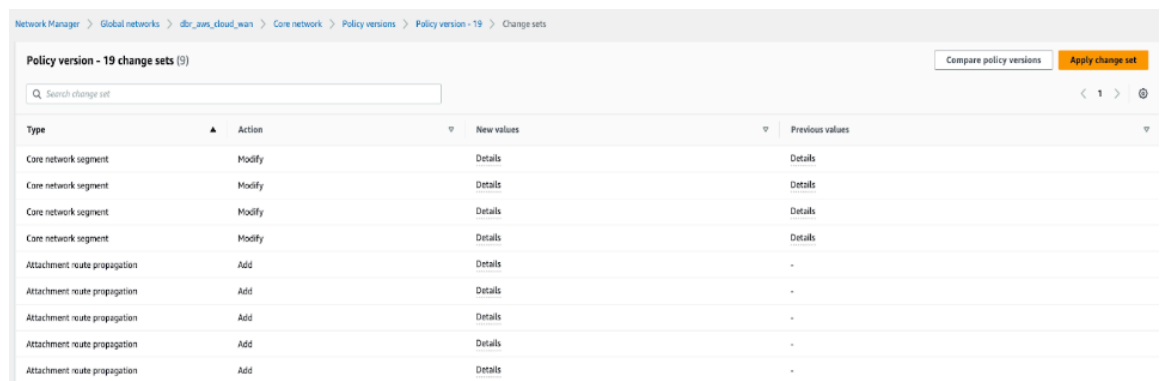 Network Manager > Global networks > dbr_aws_cloud_wan > Core network > Policy versions > Policy version - 19 > Change sets
Policy version - 19 change sets (9) Compare policy versions Apply change set
Search change set < 1 >
Type Action New values Previous values
Core network segment Modify Details Details
Core network segment Modify Details Details
Core network segment Modify Details Details
Core network segment Modify Details Details
Attachment route propagation Add Details -
Attachment route propagation Add Details -
Attachment route propagation Add Details -
Attachment route propagation Add Details -
Attachment route propagation Add Details -